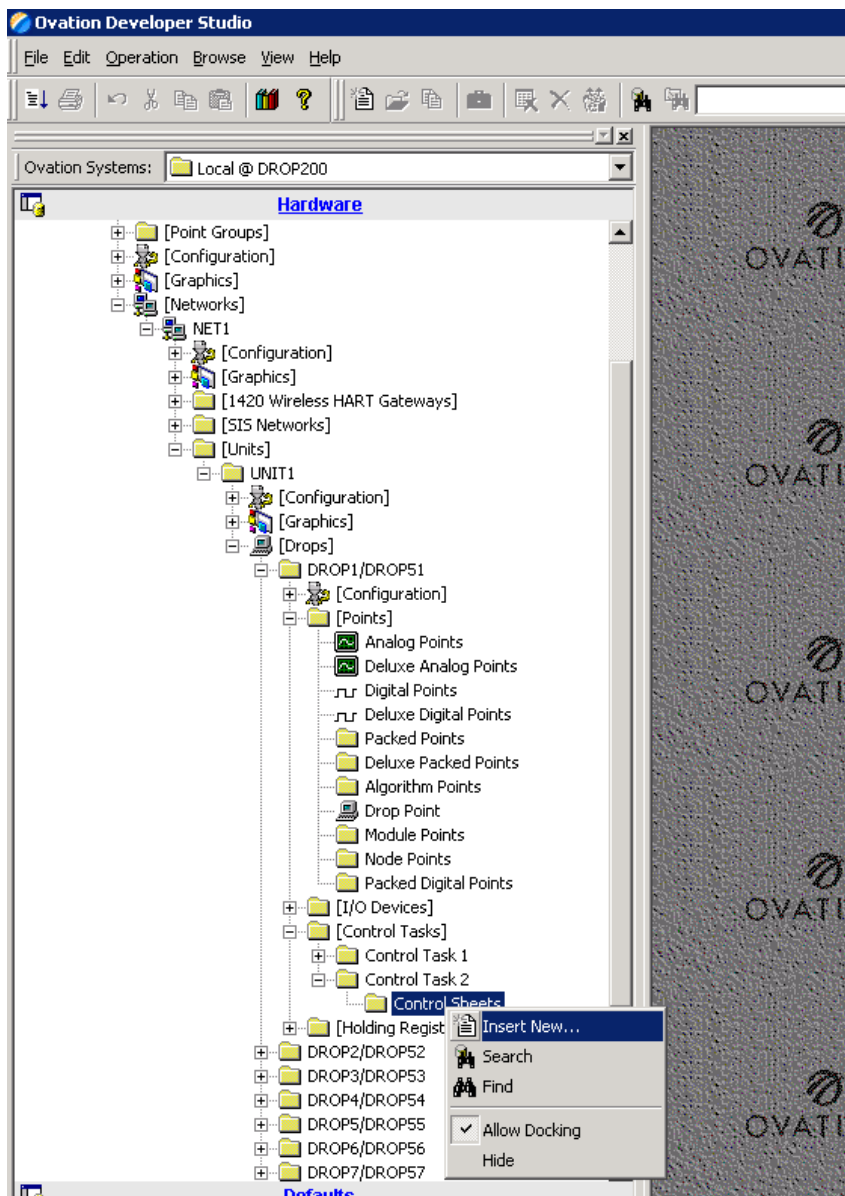 Ovation Developer Studio
File Edit Operation Browse View Help
Ovation Systems: Local @ DROP200
Hardware
[Point Groups]
[Configuration]
[Graphics]
[Networks]
NET1
[Configuration]
[Graphics]
[1420 Wireless HART Gateways]
[SIS Networks]
[Units]
UNIT1
[Configuration]
[Graphics]
[Drops]
DROP1/DROP51
[Configuration]
[Points]
Analog Points
Deluxe Analog Points
Digital Points
Deluxe Digital Points
Packed Points
Deluxe Packed Points
Algorithm Points
Drop Point
Module Points
Node Points
Packed Digital Points
[I/O Devices]
[Control Tasks]
Control Task 1
Control Task 2
Control Sheets
[Holding Regist
DROP2/DROP52
DROP3/DROP53
DROP4/DROP54
DROP5/DROP55
DROP6/DROP56
DROP7/DROP57
Defaults
Insert New...
Search
Find
Allow Docking
Hide
OVATI
OVATI
OVATI
OVATI
OVATI